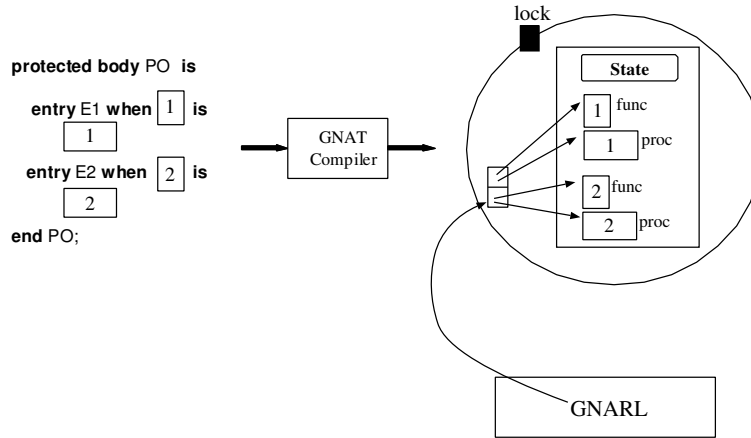 protected body PO is
entry E1 when 1 is
1
entry E2 when 2 is
2
end PO;
GNAT
Compiler
lock
State
1 func
1 proc
2 func
2 proc
GNARL